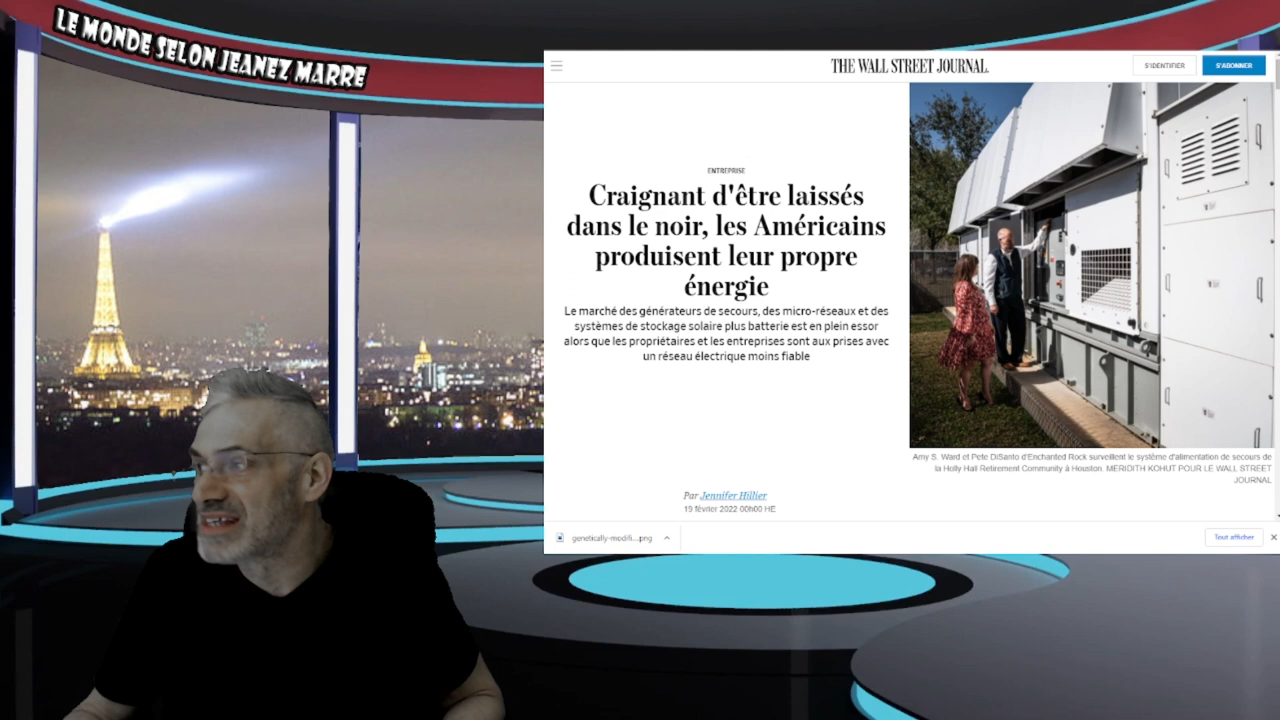 LE MONDE SELON JEANEZ MARRE
THE WALL STREET JOURNAL.
S'IDENTIFIER
S'ABONNER
ENTREPRISE
Craignant d'être laissés
dans le noir, les Américains
produisent leur propre
énergie
Le marché des générateurs de secours, des micro-réseaux et des
systèmes de stockage solaire plus batterie est en plein essor
alors que les propriétaires et les entreprises sont aux prises avec
un réseau électrique moins fiable
Amy S. Ward et Pete DiSanto d'Enchanted Rock surveillent le système d'alimentation de secours de
la Holly Hall Retirement Community à Houston. MERIDITH KOHUT POUR LE WALL STREET
JOURNAL
Par Jennifer Hillier
19 février 2022 00h00 HE
genetically-modifi....png
Tout afficher